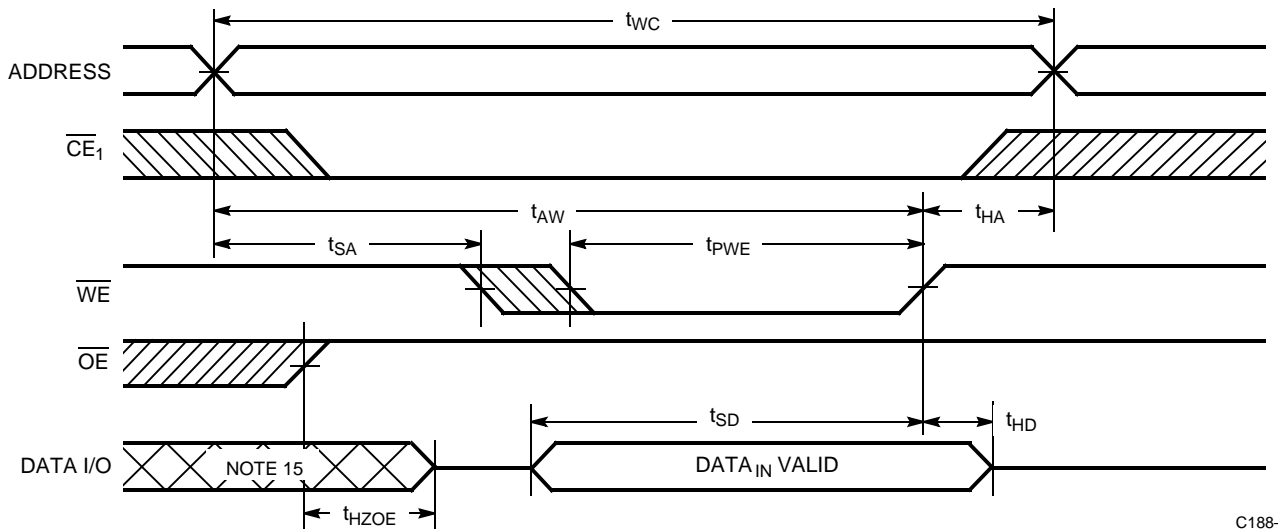 tWC
ADDRESS
CE1
tAW
tHA
tSA
tPWE
WE
OE
tSD
tHD
DATA I/O
NOTE 15
DATAIN VALID
tHZOE
C188-